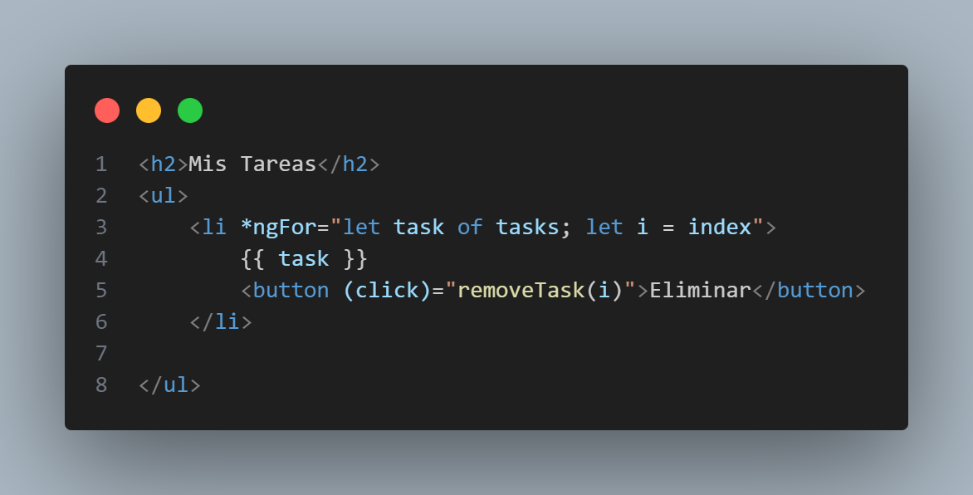 1 <h2>Mis Tareas</h2>
2 <ul>
3     <li *ngFor="let task of tasks; let i = index">
4         {{ task }}
5         <button (click)="removeTask(i)">Eliminar</button>
6     </li>
7
8 </ul>